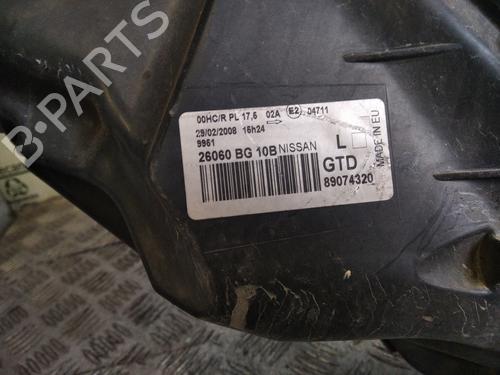 B-PARTS
00HC/R PL 17,5 02A E2 04711
29/02/2008 15h24
9961
26060 BG 10B NISSAN L
GTD
89074320
MADE IN EU